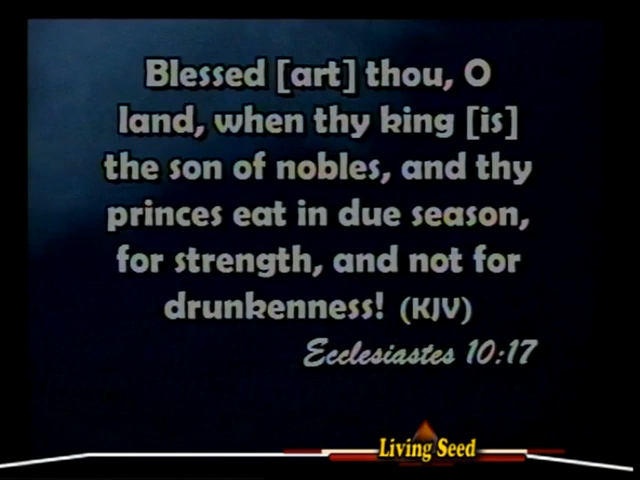 Blessed [art] thou, O
land, when thy king [is]
the son of nobles, and thy
princes eat in due season,
for strength, and not for
drunkenness! (KJV)
Ecclesiastes 10:17
Living Seed